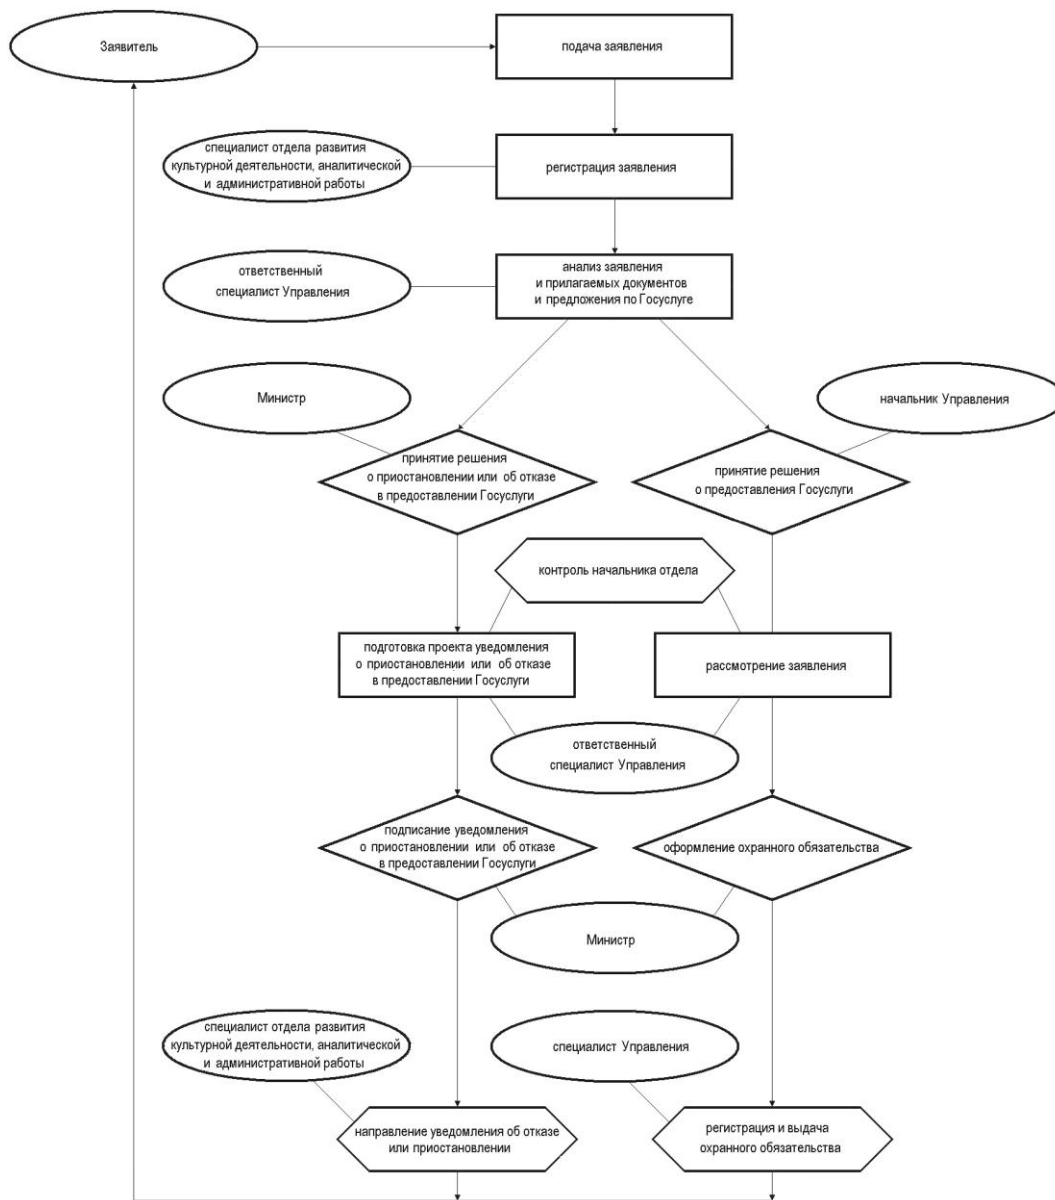 Заявитель
подача заявления
специалист отдела развития
культурной деятельности, аналитической
и административной работы
регистрация заявления
ответственный
специалист Управления
анализ заявления
и прилагаемых документов
и предложения по Госуслуге
Министр
начальник Управления
принятие решения
о приостановлении или об отказе
в предоставлении Госуслуги
принятие решения
о предоставления Госуслуги
контроль начальника отдела
подготовка проекта уведомления
о приостановлении или об отказе
в предоставлении Госуслуги
рассмотрение заявления
ответственный
специалист Управления
подписание уведомления
о приостановлении или об отказе
в предоставлении Госуслуги
оформление охранного обязательства
Министр
специалист отдела развития
культурной деятельности, аналитической
и административной работы
специалист Управления
направление уведомления об отказе
или приостановлении
регистрация и выдача
охранного обязательства